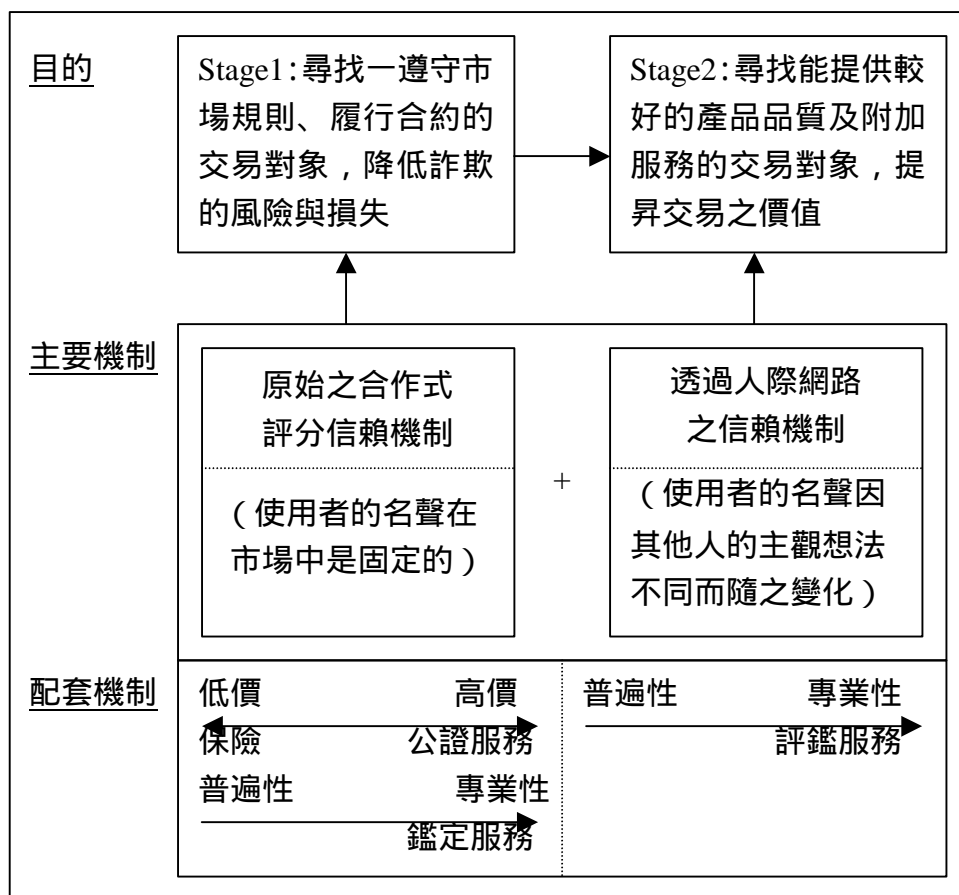 目的
Stage1:尋找一遵守市
場規則、履行合約的
交易對象，降低詐欺
的風險與損失
Stage2:尋找能提供較
好的產品品質及附加
服務的交易對象，提
昇交易之價值
主要機制
原始之合作式
評分信賴機制
（使用者的名聲在
市場中是固定的）
+
透過人際網路
之信賴機制
（使用者的名聲因
其他人的主觀想法
不同而隨之變化）
配套機制
低價 高價
保險 公證服務
普遍性 專業性
鑑定服務
普遍性 專業性
評鑑服務